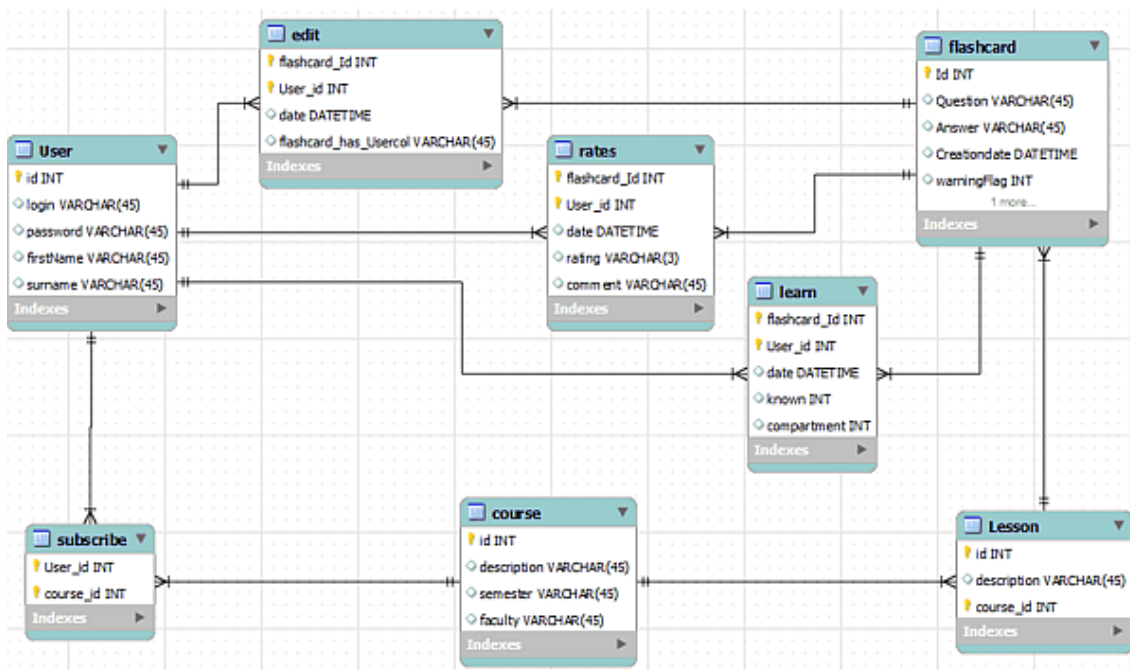 edit
flashcard_Id INT
User_id INT
date DATETIME
flashcard_has_Usercol VARCHAR(45)
Indexes
flashcard
Id INT
Question VARCHAR(45)
Answer VARCHAR(45)
Creationdate DATETIME
warningFlag INT
1 more...
Indexes
User
id INT
login VARCHAR(45)
password VARCHAR(45)
firstName VARCHAR(45)
surname VARCHAR(45)
Indexes
rates
flashcard_Id INT
User_id INT
date DATETIME
rating VARCHAR(3)
comment VARCHAR(45)
Indexes
learn
flashcard_Id INT
User_id INT
date DATETIME
known INT
compartment INT
Indexes
subscribe
User_id INT
course_id INT
Indexes
course
id INT
description VARCHAR(45)
semester VARCHAR(45)
faculty VARCHAR(45)
Indexes
Lesson
id INT
description VARCHAR(45)
course_id INT
Indexes